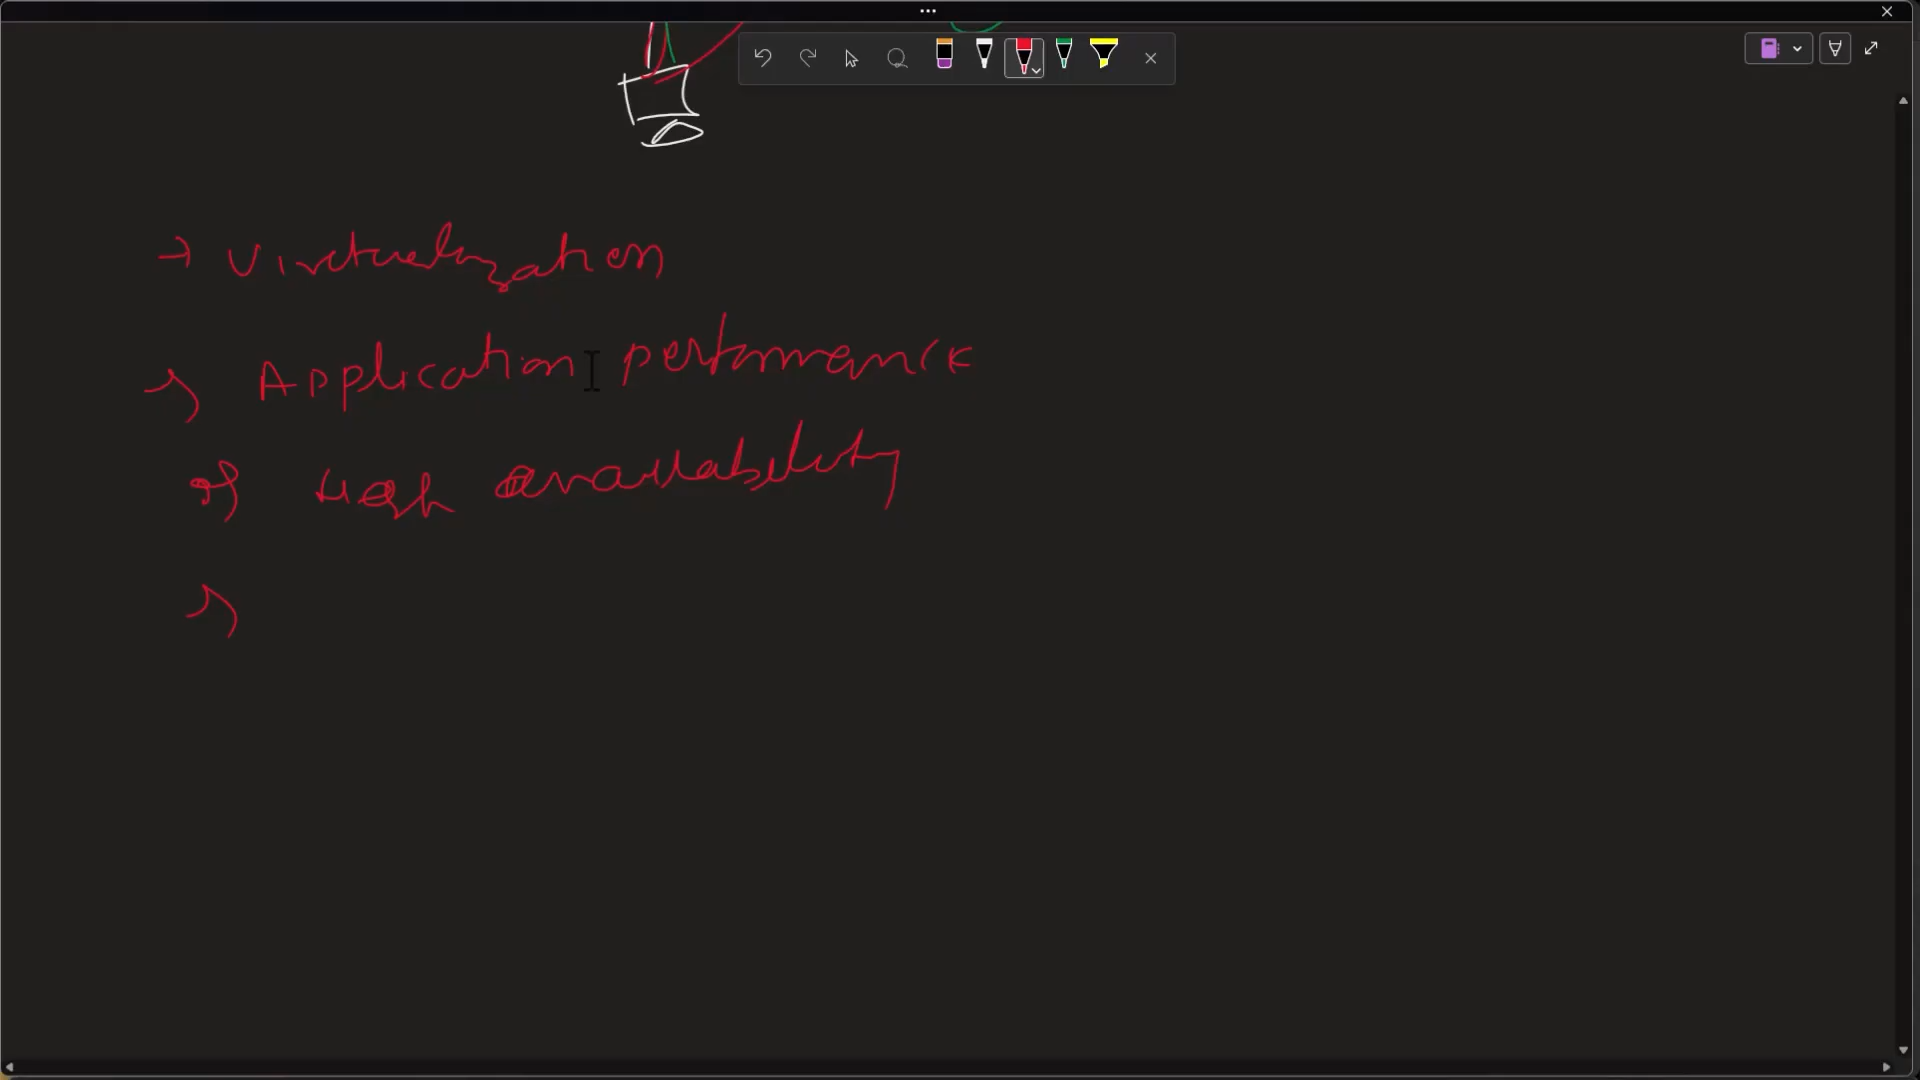 → Virtualization
→ Application performance
→ High availability
→